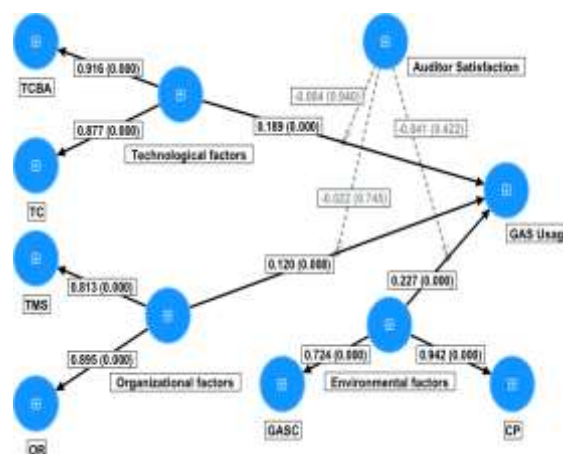 TCBA
0.916 (0.000)
Auditor Satisfaction
-0.004 (0.940)
0.189 (0.000)
-0.041 (0.422)
0.877 (0.000)
Technological factors
TC
-0.022 (0.745)
GAS Usag
0.120 (0.000)
0.227 (0.000)
TMS
0.813 (0.000)
0.895 (0.000)
Organizational factors
0.724 (0.000)
0.942 (0.000)
Environmental factors
GASC
CP